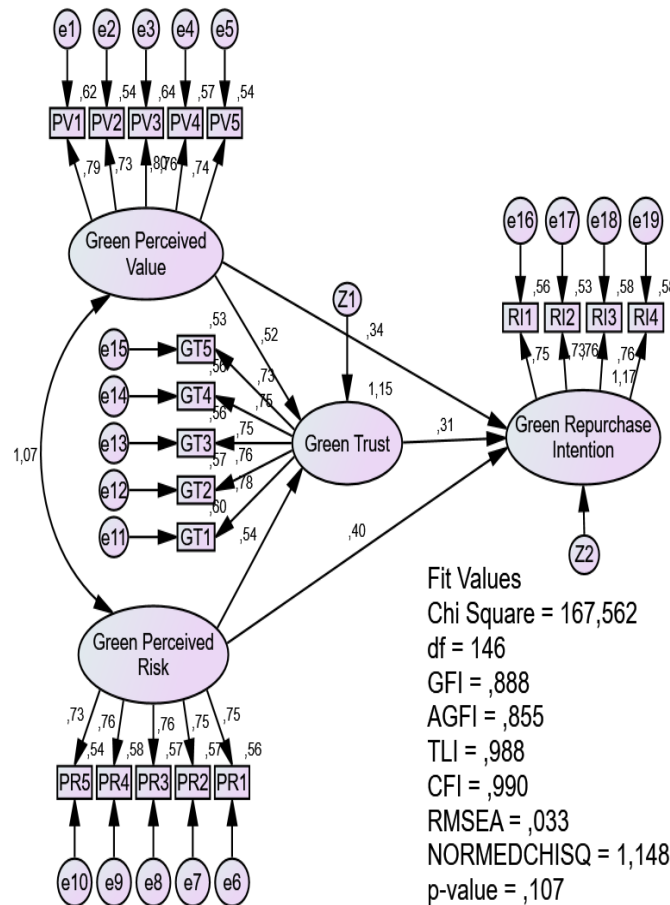 e1 e2 e3 e4 e5
,62 ,54 ,64 ,57 ,54
PV1 PV2 PV3 PV4 PV5
,79 ,73 ,80 ,76 ,74
Green Perceived
Value
e16 e17 e18 e19
,56 ,53 ,58 ,58
RI1 RI2 RI3 RI4
,75 ,73 ,76 ,76
1,17
Green Repurchase
Intention
Z2
Z1
1,15
Green Trust
,52
,34
,31
,54
,40
1,07
,53
e15 GT5 ,73
,56
e14 GT4 ,75
,56
e13 GT3 ,75
,57
e12 GT2 ,76
,60
e11 GT1 ,78
Green Perceived
Risk
,73 ,76 ,76 ,75 ,75
,54 ,58 ,57 ,57 ,56
PR5 PR4 PR3 PR2 PR1
e10 e9 e8 e7 e6
Fit Values
Chi Square = 167,562
df = 146
GFI = ,888
AGFI = ,855
TLI = ,988
CFI = ,990
RMSEA = ,033
NORMEDCHISQ = 1,148
p-value = ,107